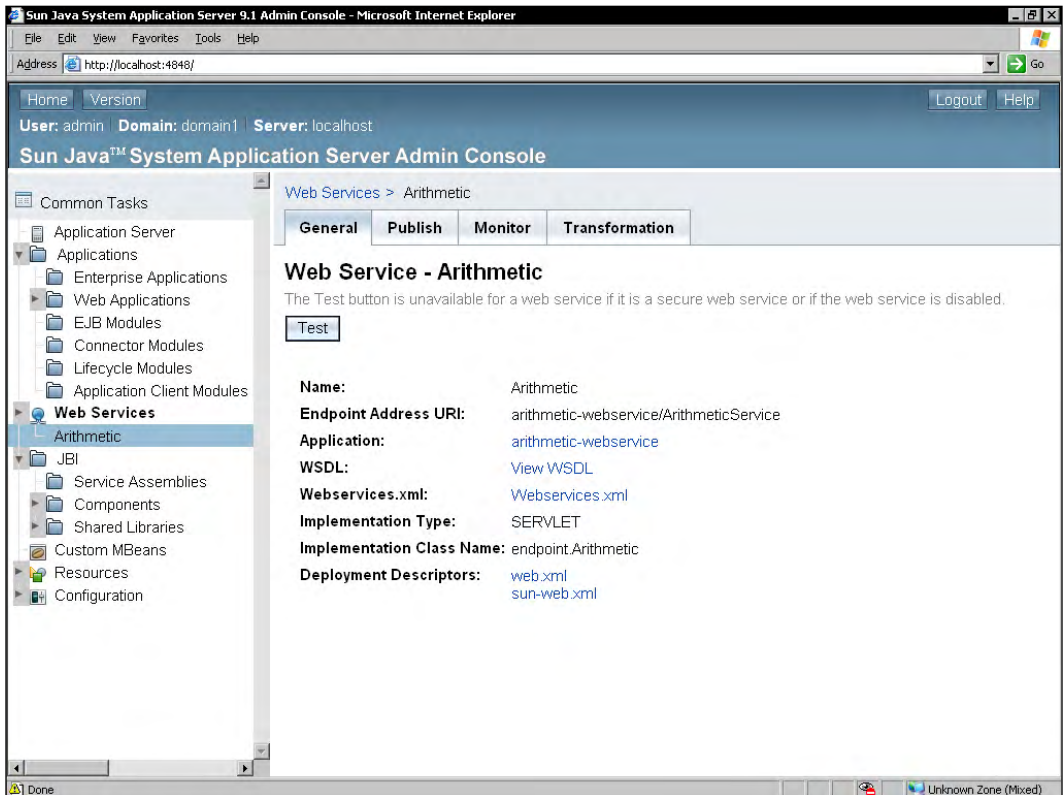 Sun Java System Application Server 9.1 Admin Console - Microsoft Internet Explorer
File Edit View Favorites Tools Help
Address http://localhost:4848/ Go
Home Version Logout Help
User: admin Domain: domain1 Server: localhost
Sun Java™ System Application Server Admin Console
Common Tasks
Application Server
Applications
Enterprise Applications
Web Applications
EJB Modules
Connector Modules
Lifecycle Modules
Application Client Modules
Web Services
Arithmetic
JBI
Service Assemblies
Components
Shared Libraries
Custom MBeans
Resources
Configuration
Web Services > Arithmetic
General Publish Monitor Transformation
Web Service - Arithmetic
The Test button is unavailable for a web service if it is a secure web service or if the web service is disabled.
Test
Name: Arithmetic
Endpoint Address URI: arithmetic-webservice/ArithmeticService
Application: arithmetic-webservice
WSDL: View WSDL
Webservices.xml: Webservices.xml
Implementation Type: SERVLET
Implementation Class Name: endpoint.Arithmetic
Deployment Descriptors: web.xml
sun-web.xml
Done Unknown Zone (Mixed)